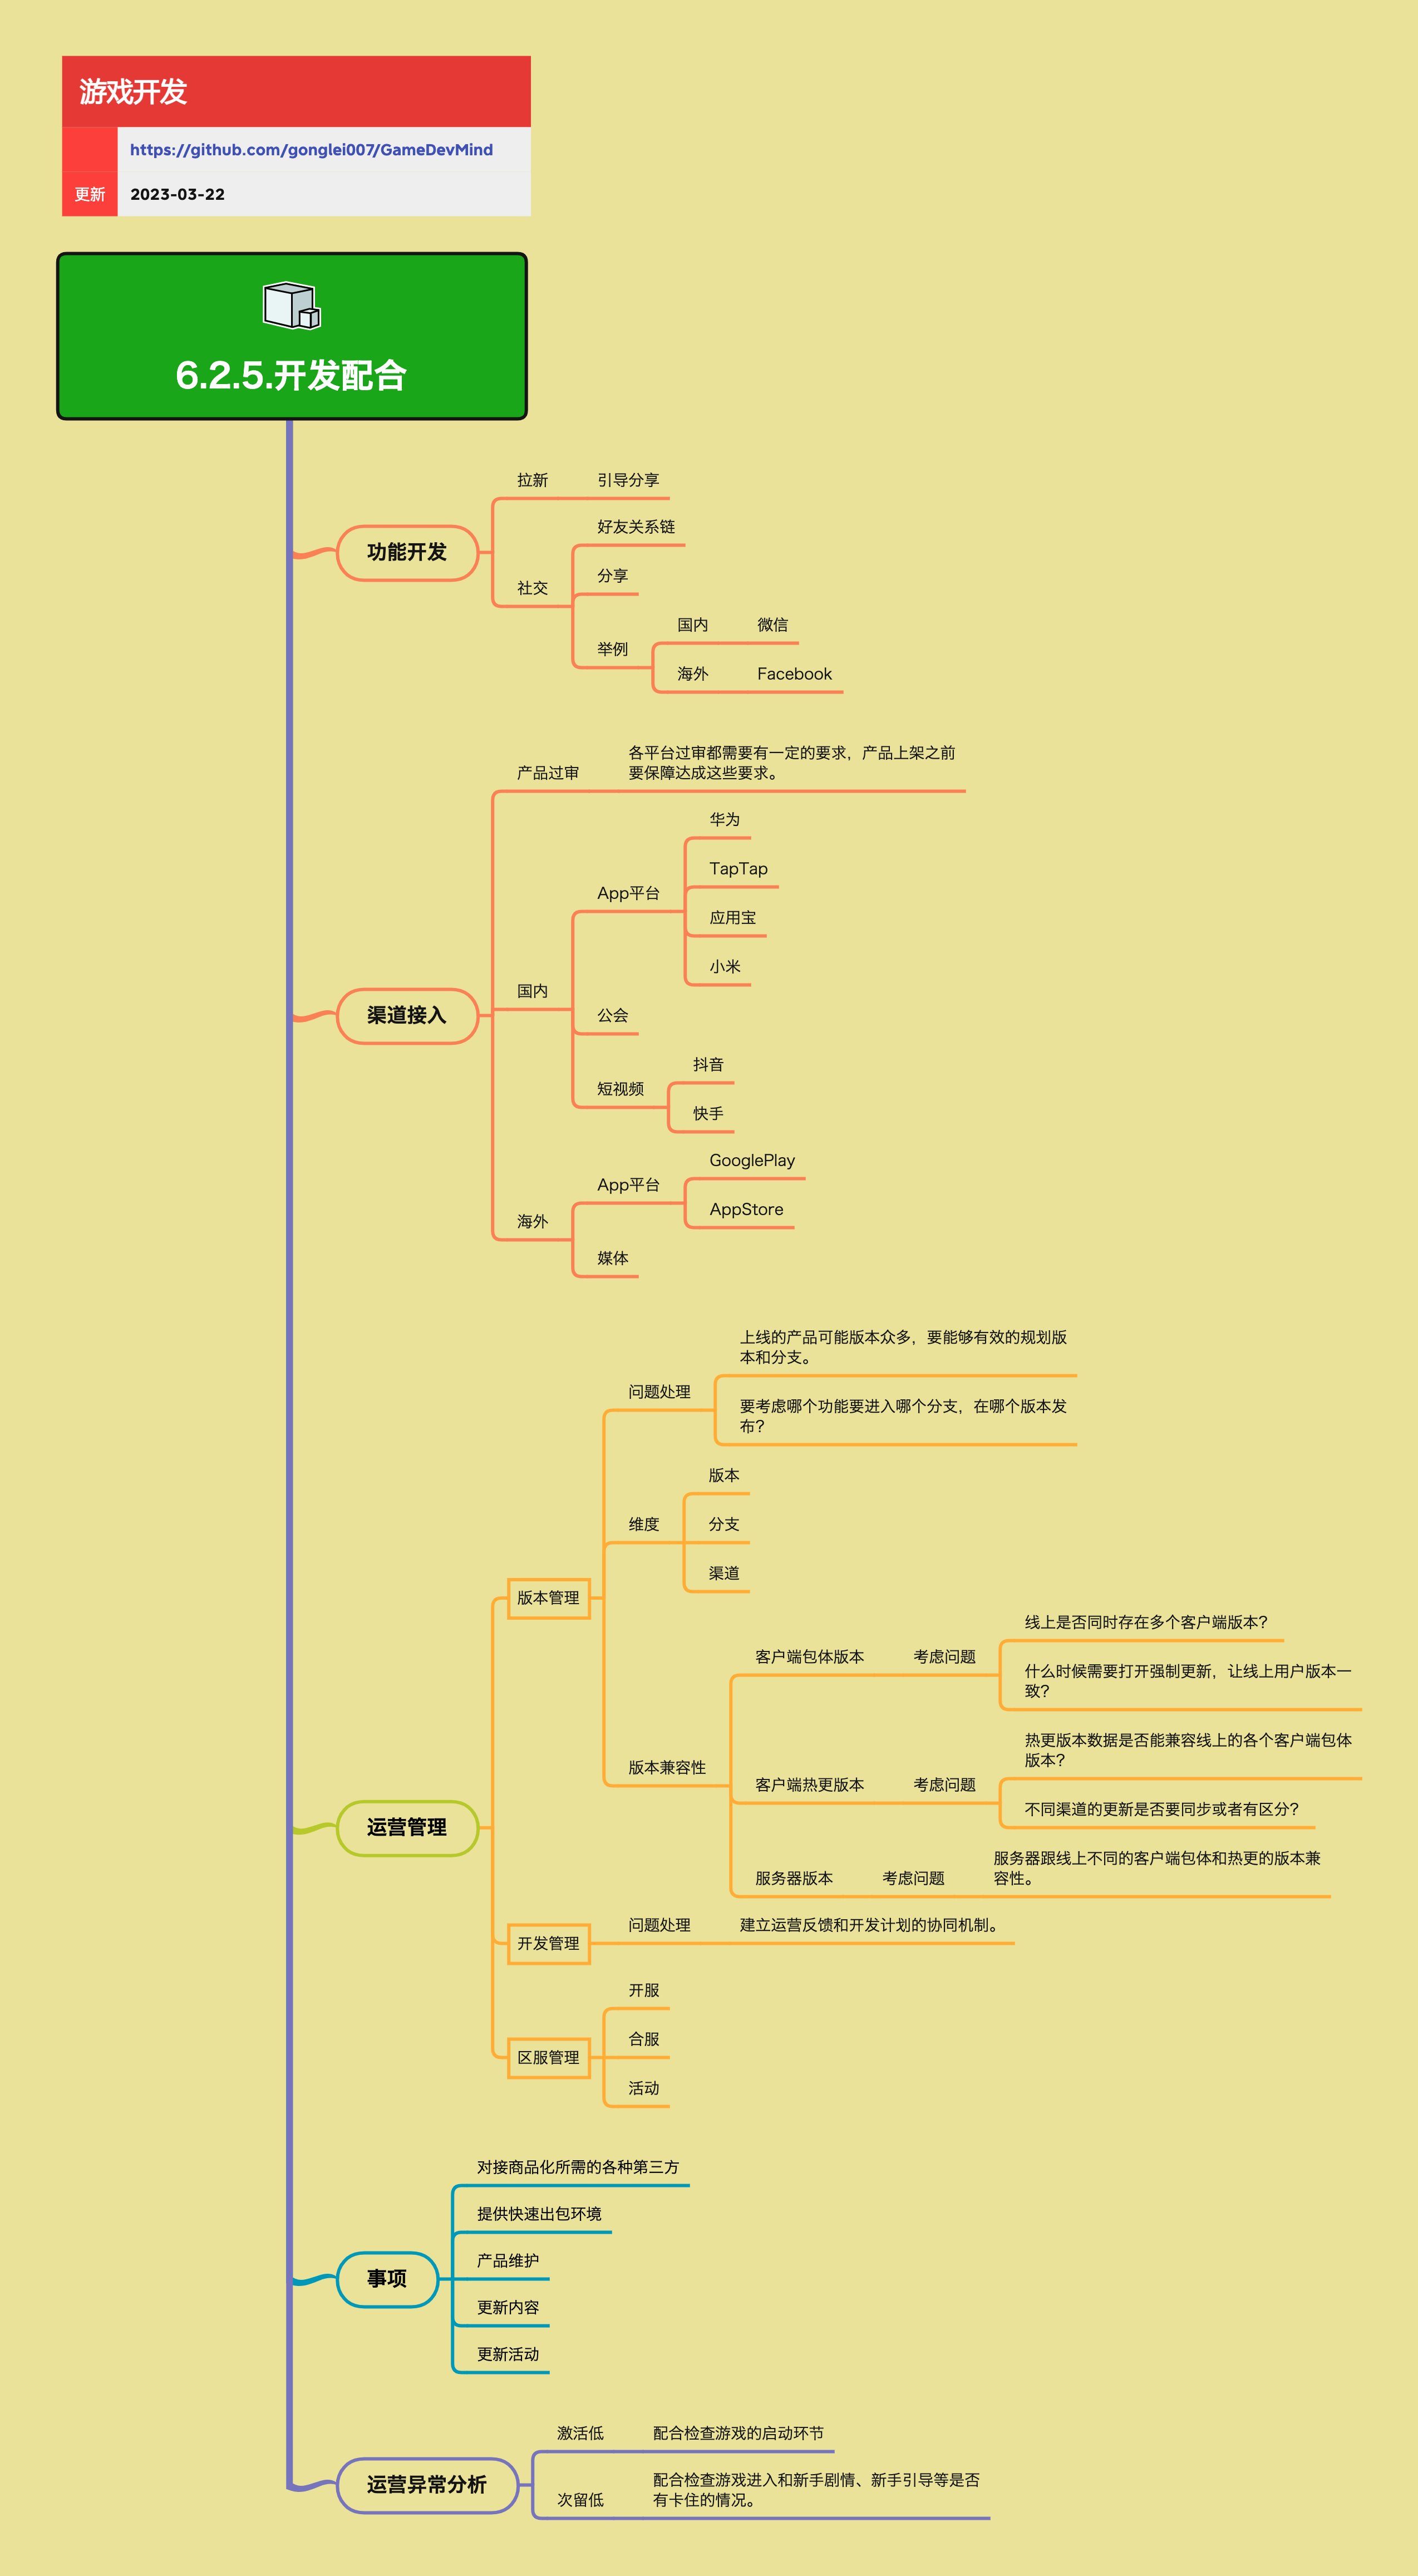 游戏开发
https://github.com/gonglei007/GameDevMind
更新
2023-03-22
6.2.5.开发配合
功能开发
拉新
引导分享
社交
好友关系链
分享
举例
国内
微信
海外
Facebook
渠道接入
产品过审
各平台过审都需要有一定的要求，产品上架之前
要保障达成这些要求。
国内
App平台
华为
TapTap
应用宝
小米
公会
短视频
抖音
快手
海外
App平台
GooglePlay
AppStore
媒体
运营管理
版本管理
问题处理
上线的产品可能版本众多，要能够有效的规划版
本和分支。
要考虑哪个功能要进入哪个分支，在哪个版本发
布？
维度
版本
分支
渠道
版本兼容性
客户端包体版本
考虑问题
线上是否同时存在多个客户端版本？
什么时候需要打开强制更新，让线上用户版本一
致？
客户端热更版本
考虑问题
热更版本数据是否能兼容线上的各个客户端包体
版本？
不同渠道的更新是否要同步或者有区分？
服务器版本
考虑问题
服务器跟线上不同的客户端包体和热更的版本兼
容性。
开发管理
问题处理
建立运营反馈和开发计划的协同机制。
区服管理
开服
合服
活动
事项
对接商品化所需的各种第三方
提供快速出包环境
产品维护
更新内容
更新活动
运营异常分析
激活低
配合检查游戏的启动环节
次留低
配合检查游戏进入和新手剧情、新手引导等是否
有卡住的情况。